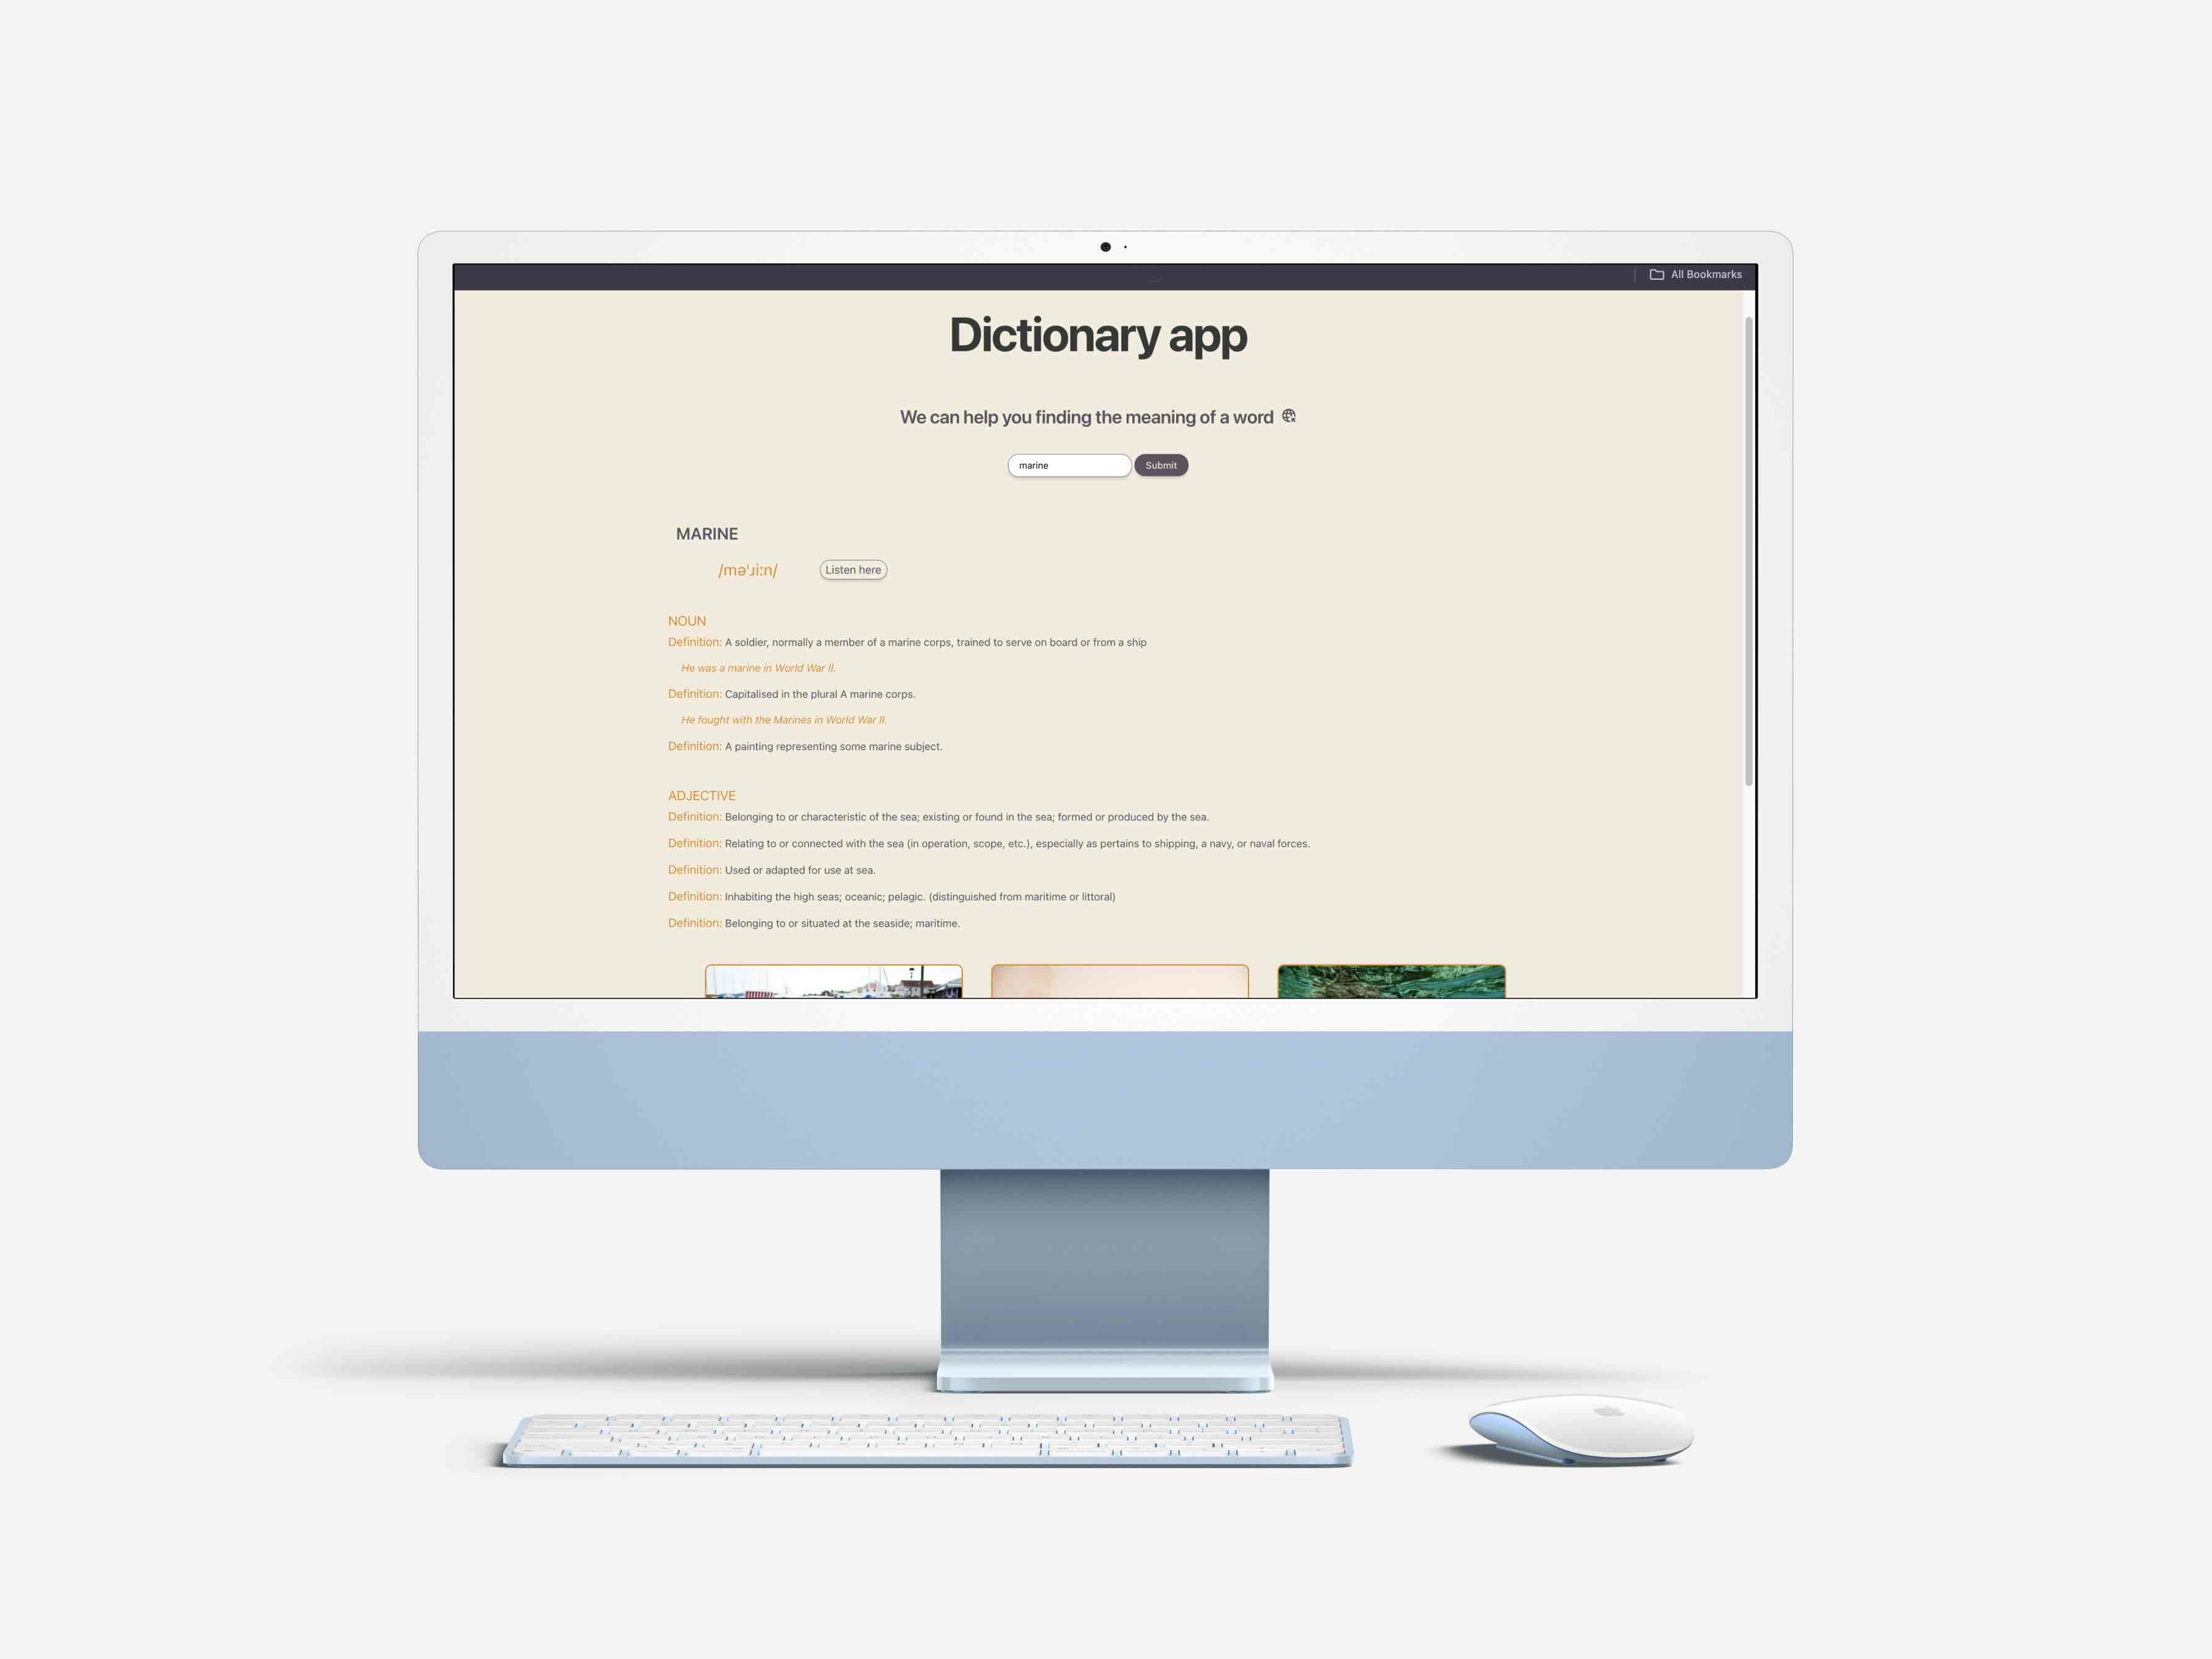 All Bookmarks
Dictionary app
We can help you finding the meaning of a word
marine
Submit
MARINE
/məˈɹiːn/
Listen here
NOUN
Definition: A soldier, normally a member of a marine corps, trained to serve on board or from a ship
He was a marine in World War II.
Definition: Capitalised in the plural A marine corps.
He fought with the Marines in World War II.
Definition: A painting representing some marine subject.
ADJECTIVE
Definition: Belonging to or characteristic of the sea; existing or found in the sea; formed or produced by the sea.
Definition: Relating to or connected with the sea (in operation, scope, etc.), especially as pertains to shipping, a navy, or naval forces.
Definition: Used or adapted for use at sea.
Definition: Inhabiting the high seas; oceanic; pelagic. (distinguished from maritime or littoral)
Definition: Belonging to or situated at the seaside; maritime.